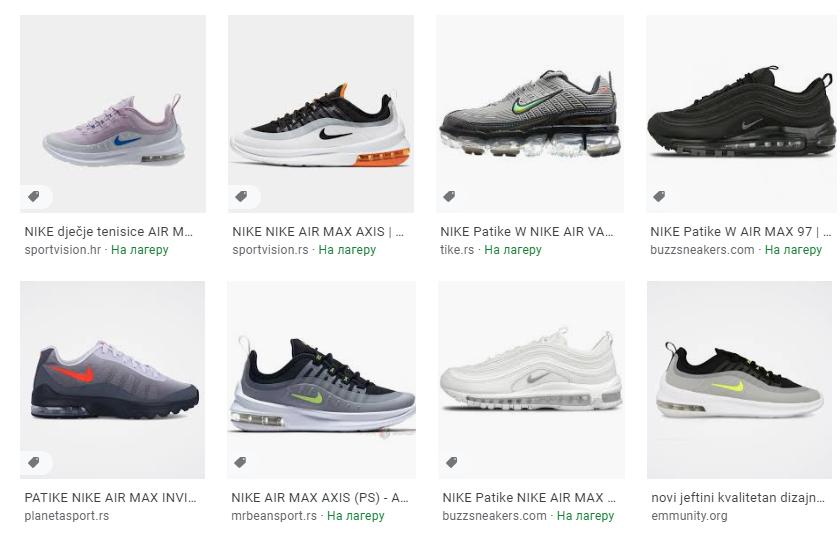 NIKE dječje tenisice AIR M...
sportvision.hr · На лагеру
NIKE NIKE AIR MAX AXIS | ...
sportvision.rs · На лагеру
NIKE Patike W NIKE AIR VA...
tike.rs · На лагеру
NIKE Patike W AIR MAX 97 | ...
buzzsneakers.com · На лагеру
PATIKE NIKE AIR MAX INVI...
planetasport.rs
NIKE AIR MAX AXIS (PS) - A...
mrbeansport.rs · На лагеру
NIKE Patike NIKE AIR MAX ...
buzzsneakers.com · На лагеру
novi jeftini kvalitetan dizajn...
emmunity.org